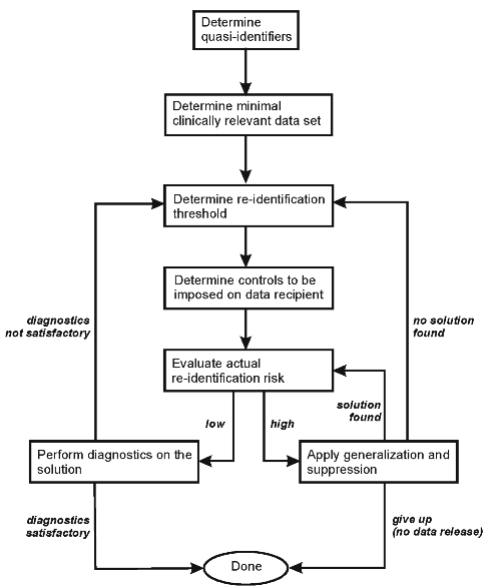 Determine
quasi-identifiers
Determine minimal
clinically relevant data set
Determine re-identification
threshold
Determine controls to be
imposed on data recipient
diagnostics
not satisfactory
no solution
found
Evaluate actual
re-identification risk
low
high
solution
found
Perform diagnostics on the
solution
Apply generalization and
suppression
diagnostics
satisfactory
give up
(no data release)
Done